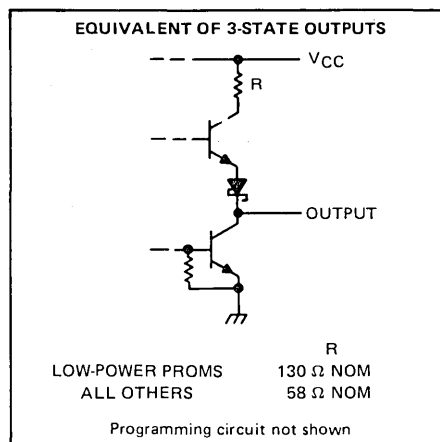 EQUIVALENT OF 3-STATE OUTPUTS
VCC
R
OUTPUT
R
LOW-POWER PROMS 130 Ω NOM
ALL OTHERS 58 Ω NOM
Programming circuit not shown